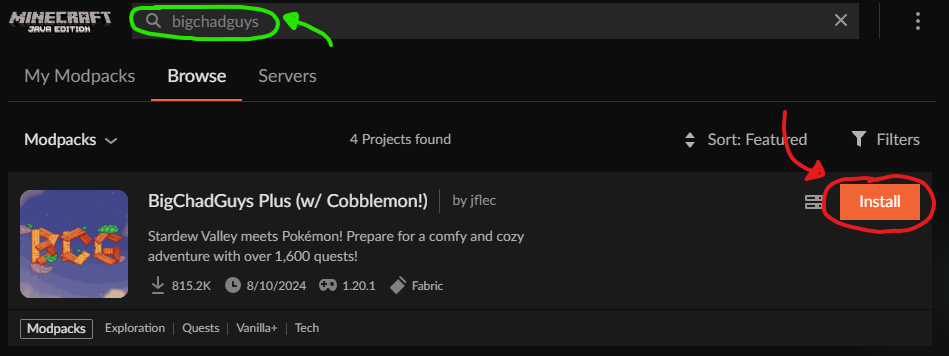 MINECRAFT
JAVA EDITION
bigchadguys
My Modpacks Browse Servers
Modpacks 4 Projects found Sort: Featured Filters
BCG
BigChadGuys Plus (w/ Cobblemon!) by jflec Install
Stardew Valley meets Pokémon! Prepare for a comfy and cozy
adventure with over 1,600 quests!
815.2K 8/10/2024 1.20.1 Fabric
Modpacks Exploration Quests Vanilla+ Tech